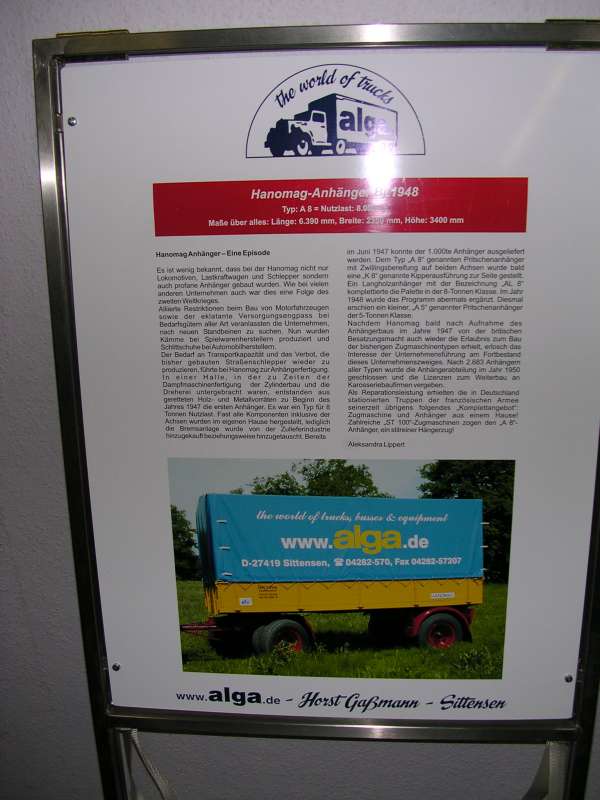 the world of trucks
alga
Hanomag-Anhänger 1948
Typ: A 8 = Nutzlast:
Maße über alles: Länge: 6.390 mm, Breite: mm, Höhe: 3400 mm
Hanomag Anhänger – Eine Episode
Es ist wenig bekannt, dass bei der Hanomag nicht nur
Lokomotiven, Lastkraftwagen und Schlepper sondern
auch profane Anhänger gebaut wurden. Wie bei vielen
anderen Unternehmen auch war dies eine Folge des
zweiten Weltkrieges.
Alliierte Restriktionen beim Bau von Motorfahrzeugen
sowie der eklatante Versorgungsengpass bei
Bedarfsgütern aller Art veranlassten die Unternehmen,
nach neuen Standbeinen zu suchen. Nun wurden
Kämme bei Spielwarenherstellern produziert und
Schlittschuhe bei Automobilherstellern.
Der Bedarf an Transportkapazität und das Verbot, die
bisher gebauten Straßenschlepper wieder zu
produzieren, führte bei Hanomag zur Anhängerfertigung.
In einer Halle, in der zu Zeiten der
Dampfmaschinenfertigung der Zylinderbau und die
Dreherei untergebracht waren, entstanden aus
geretteten Holz- und Metallvorräten zu Beginn des
Jahres 1947 die ersten Anhänger. Es war ein Typ für 8
Tonnen Nutzlast. Fast alle Komponenten inklusive der
Achsen wurden im eigenen Hause hergestellt, lediglich
die Bremsanlage wurde von der Zulieferindustrie
hinzugekauft beziehungsweise hinzugetauscht. Bereits
im Juni 1947 konnte der 1.000te Anhänger ausgeliefert
werden. Dem Typ „A 8“ genannten Pritschenanhänger
mit Zwillingsbereifung auf beiden Achsen wurde bald
eine „K 8“ genannte Kippenausführung zur Seite gestellt.
Ein Langholzanhänger mit der Bezeichnung „AL 8“
komplettierte die Palette in der 8-Tonnen Klasse. Im Jahr
1948 wurde das Programm abermals ergänzt. Diesmal
erschien ein kleiner, „A 5“ genannter Pritschenanhänger
der 5-Tonnen Klasse.
Nachdem Hanomag bald nach Aufnahme des
Anhängerbaus im Jahre 1947 von der britischen
Besatzungsmacht auch wieder die Erlaubnis zum Bau
der bisherigen Zugmaschinentypen erhielt, erlosch das
Interesse der Unternehmensführung am Fortbestand
dieses Unternehmenszweiges. Nach 2.683 Anhängern
aller Typen wurde die Anhängerabteilung im Jahr 1950
geschlossen und die Lizenzen zum Weiterbau an
Karosseriebaufirmen vergeben.
Als Reparationsleistung erhielten die in Deutschland
stationierten Truppen der französischen Armee
seinerzeit übrigens folgendes „Komplettangebot“:
Zugmaschine und Anhänger aus einem Hause!
Zahlreiche „ST 100“-Zugmaschinen zogen den „A 8“-
Anhänger, ein stilreiner Hängerzug!
Aleksandra Lippert
the world of trucks, busses & equipment
www.alga.de
D-27419 Sittensen, ☎ 04282-570, Fax 04282-57207
www.alga.de - Horst Gaßmann - Sittensen